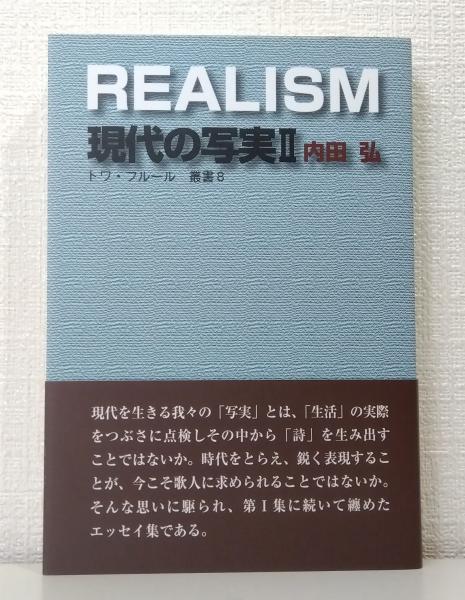 REALISM
現代の写実Ⅱ 内田 弘
トワ・フルール 叢書8
現代を生きる我々の「写実」とは、「生活」の実際
をつぶさに点検しその中から「詩」を生み出す
ことではないか。時代をとらえ、鋭く表現するこ
とが、今こそ歌人に求められることではないか。
そんな思いに駆られ、第Ⅰ集に続いて纏めた
エッセイ集である。